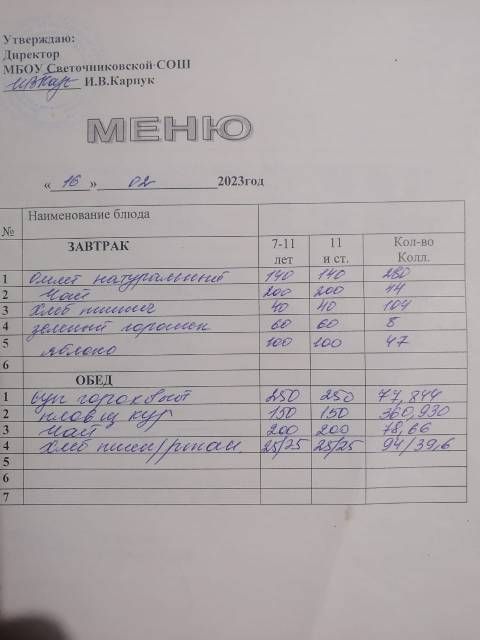 Утверждаю:
Директор
МБОУ Светочниковской СОШ
И.В.Карпук
МЕНЮ
« 16 » 02 2023год
№ Наименование блюда
ЗАВТРАК 7-11 лет 11 и ст. Кол-во Колл.
1 Омлет натуральный 140 140 280
2 Чай 200 200 44
3 Хлеб пшенич 40 40 104
4 зеленый горошек 60 60 8
5 яблоко 100 100 47
6
ОБЕД
1 суп гороховый 250 250 77,844
2 плов из кур 150 150 360,930
3 Чай 200 200 78,66
4 Хлеб пшен/ржан. 25/25 25/25 94/39,6
5
6
7